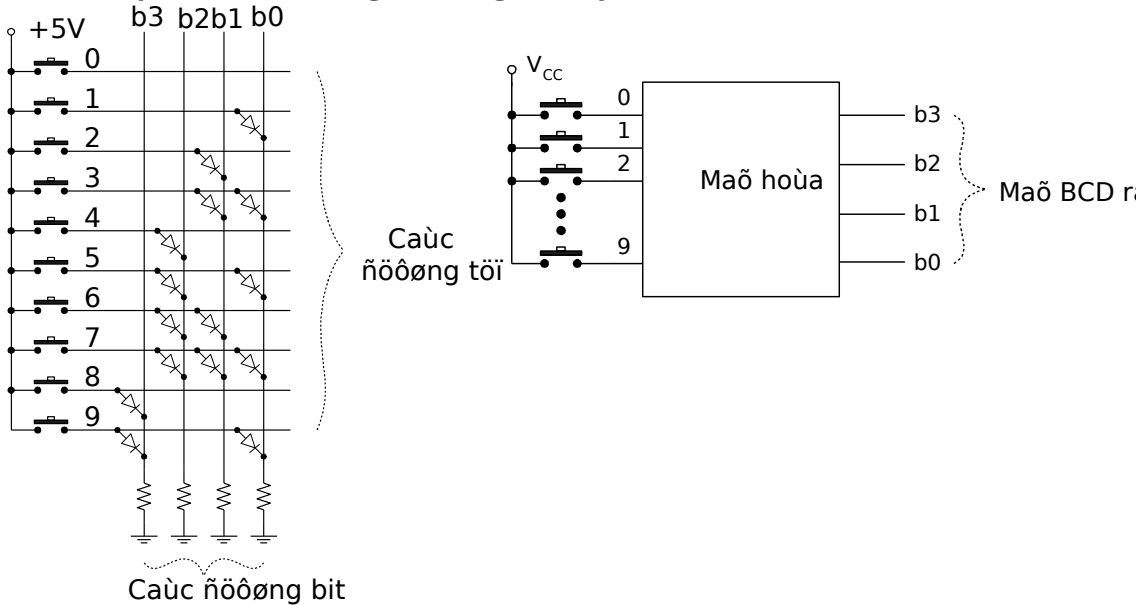 +5V
b3 b2 b1 b0
0
1
2
3
4
5
6
7
8
9
Caùc
ñöôøng töï
Caùc ñöôøng bit
VCC
0
1
2
9
Maõ hoùa
b3
b2
b1
b0
Maõ BCD ra